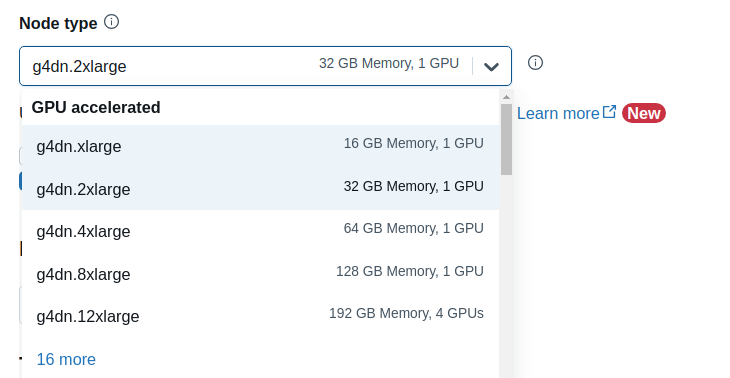 Node type
g4dn.2xlarge 32 GB Memory, 1 GPU
GPU accelerated
Learn more New
g4dn.xlarge 16 GB Memory, 1 GPU
g4dn.2xlarge 32 GB Memory, 1 GPU
g4dn.4xlarge 64 GB Memory, 1 GPU
g4dn.8xlarge 128 GB Memory, 1 GPU
g4dn.12xlarge 192 GB Memory, 4 GPUs
16 more